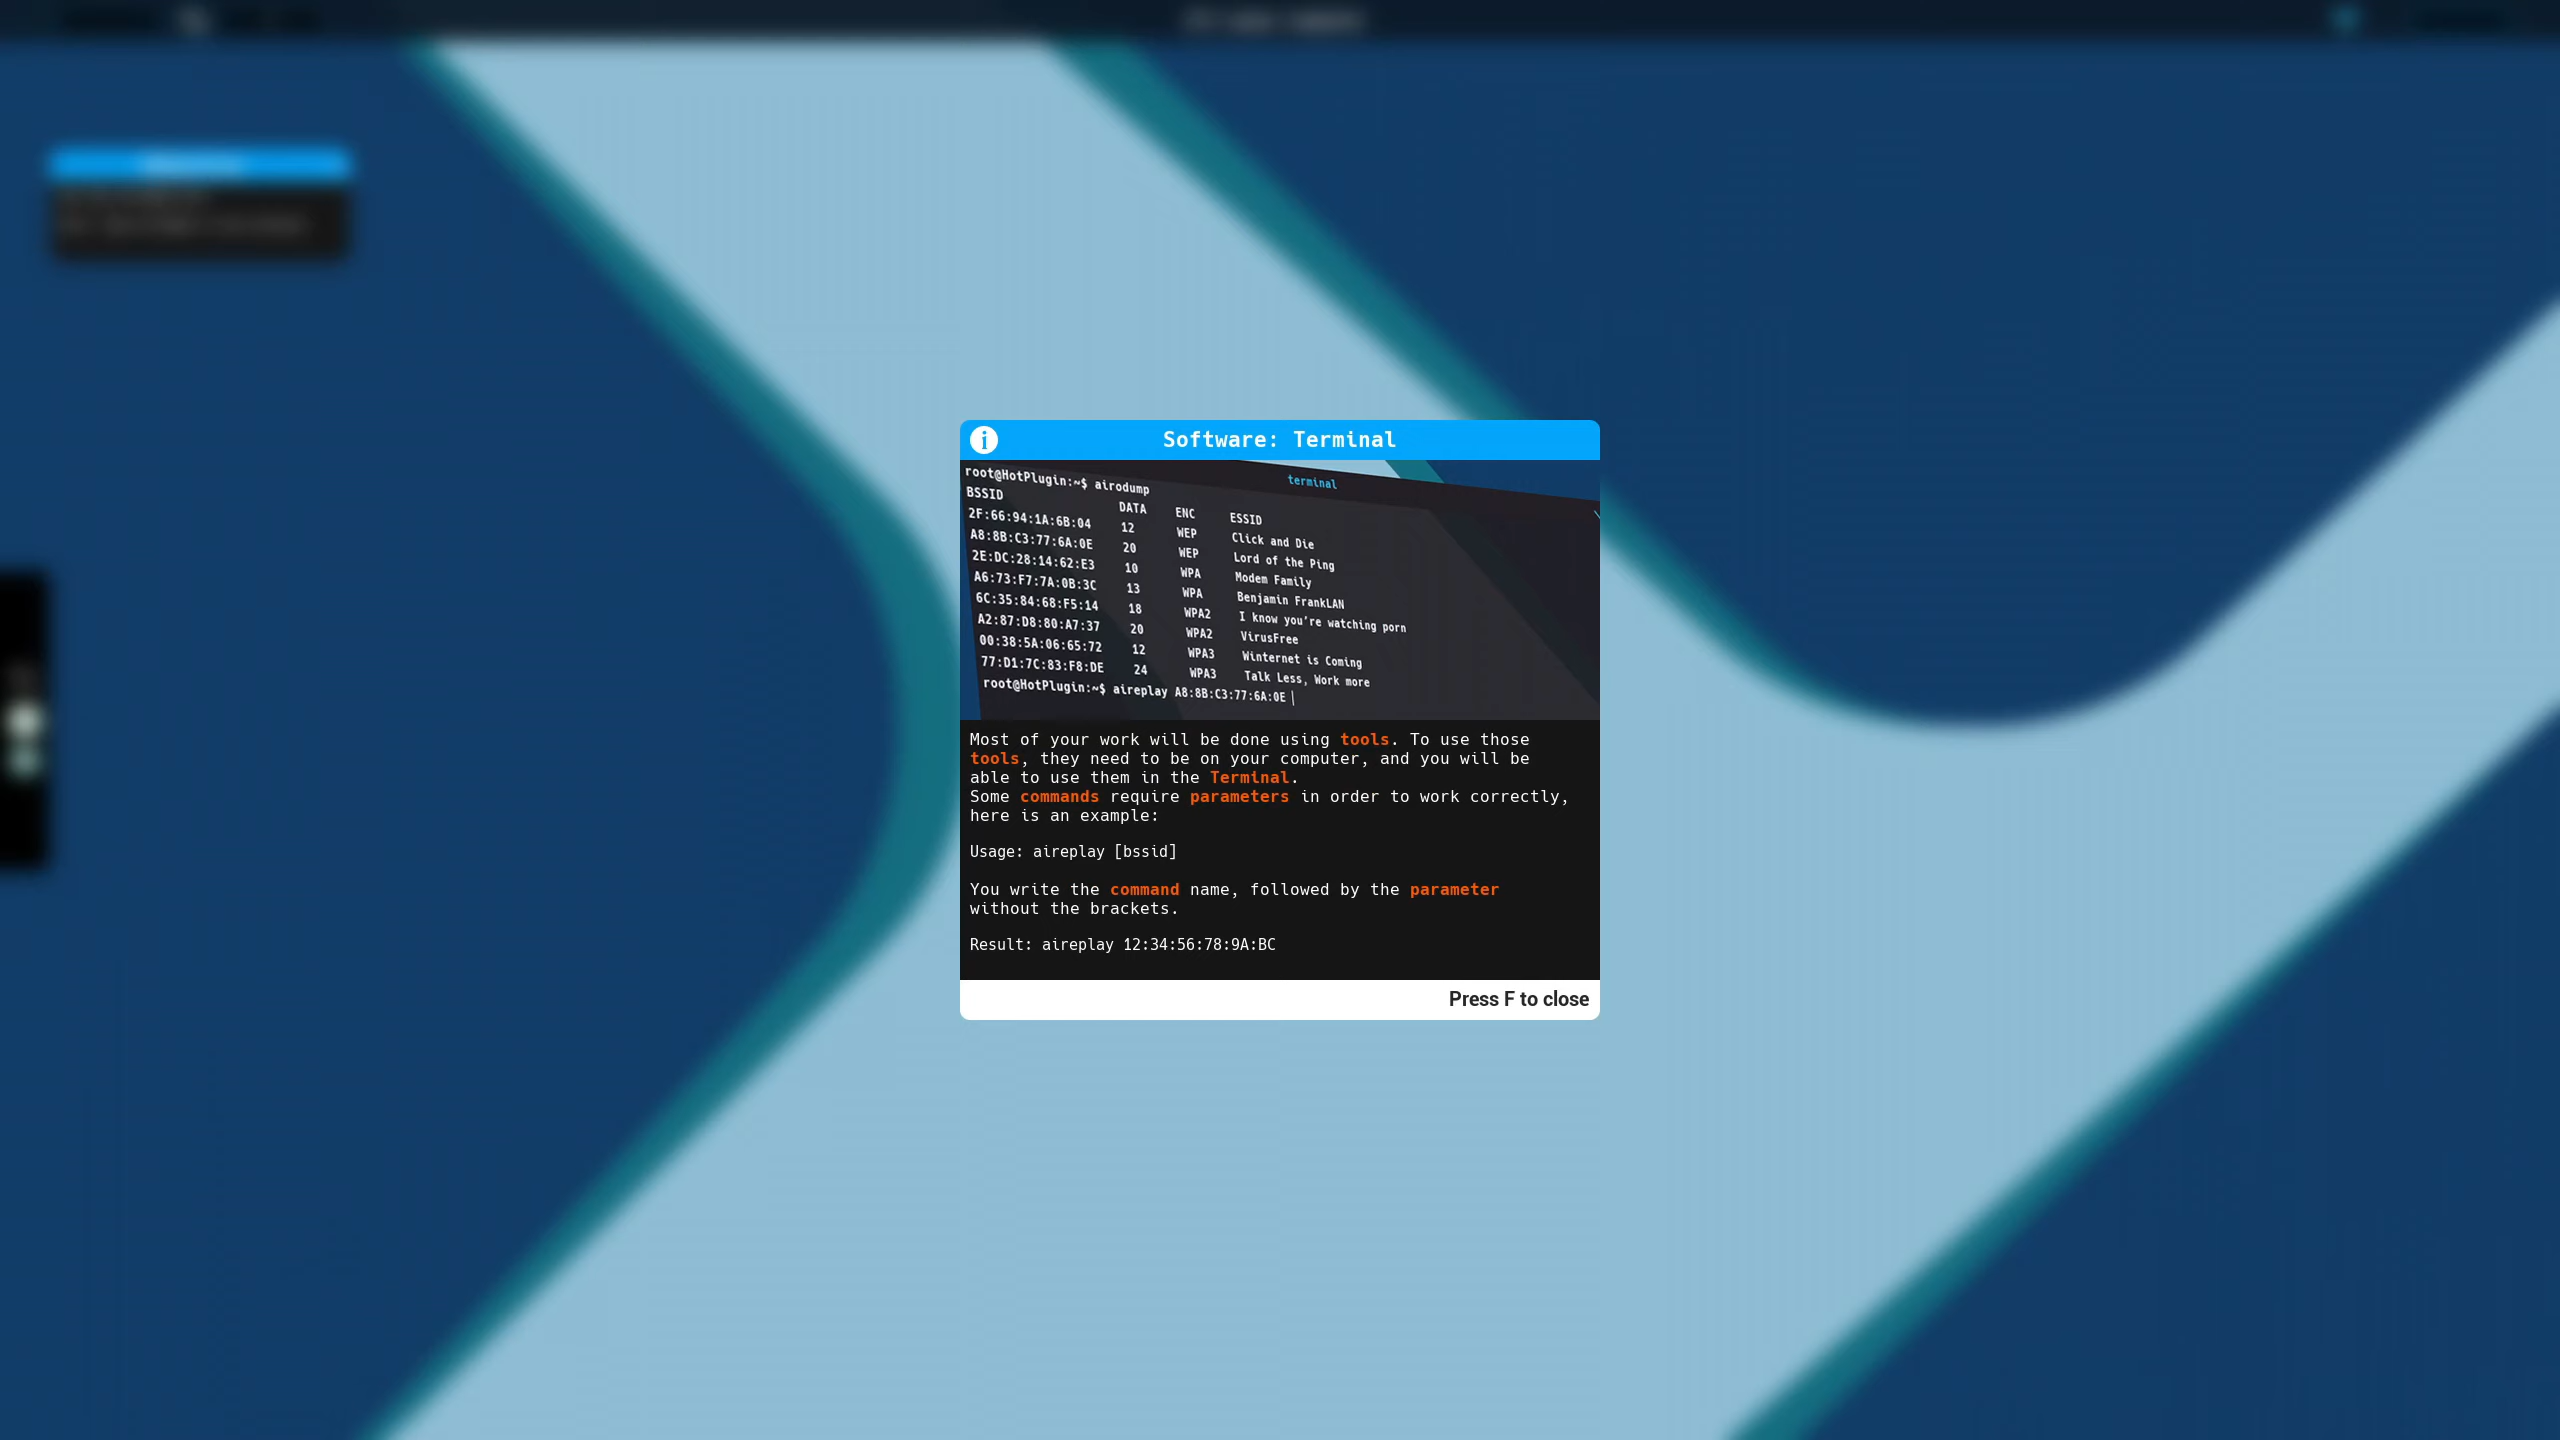 Software: Terminal
terminal
root@HotPlugin:~$ airodump
BSSID DATA ENC ESSID
2F:66:94:1A:6B:04 12 WEP Click and Die
A8:8B:C3:77:6A:0E 20 WEP Lord of the Ping
2E:DC:28:14:62:E3 10 WPA Modem Family
A6:73:F7:7A:0B:3C 13 WPA Benjamin FrankLAN
6C:35:84:68:F5:14 18 WPA2 I know you're watching porn
A2:87:D8:80:A7:37 20 WPA2 VirusFree
00:38:5A:06:65:72 12 WPA3 Winternet is Coming
77:D1:7C:83:F8:DE 24 WPA3 Talk Less, Work more
root@HotPlugin:~$ aireplay A8:8B:C3:77:6A:0E
Most of your work will be done using tools. To use those
tools, they need to be on your computer, and you will be
able to use them in the Terminal.
Some commands require parameters in order to work correctly,
here is an example:
Usage: aireplay [bssid]
You write the command name, followed by the parameter
without the brackets.
Result: aireplay 12:34:56:78:9A:BC
Press F to close